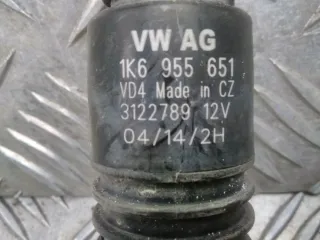 VW AG
1K6 955 651
VD4 Made in CZ
3122789 12V
04/14/2H